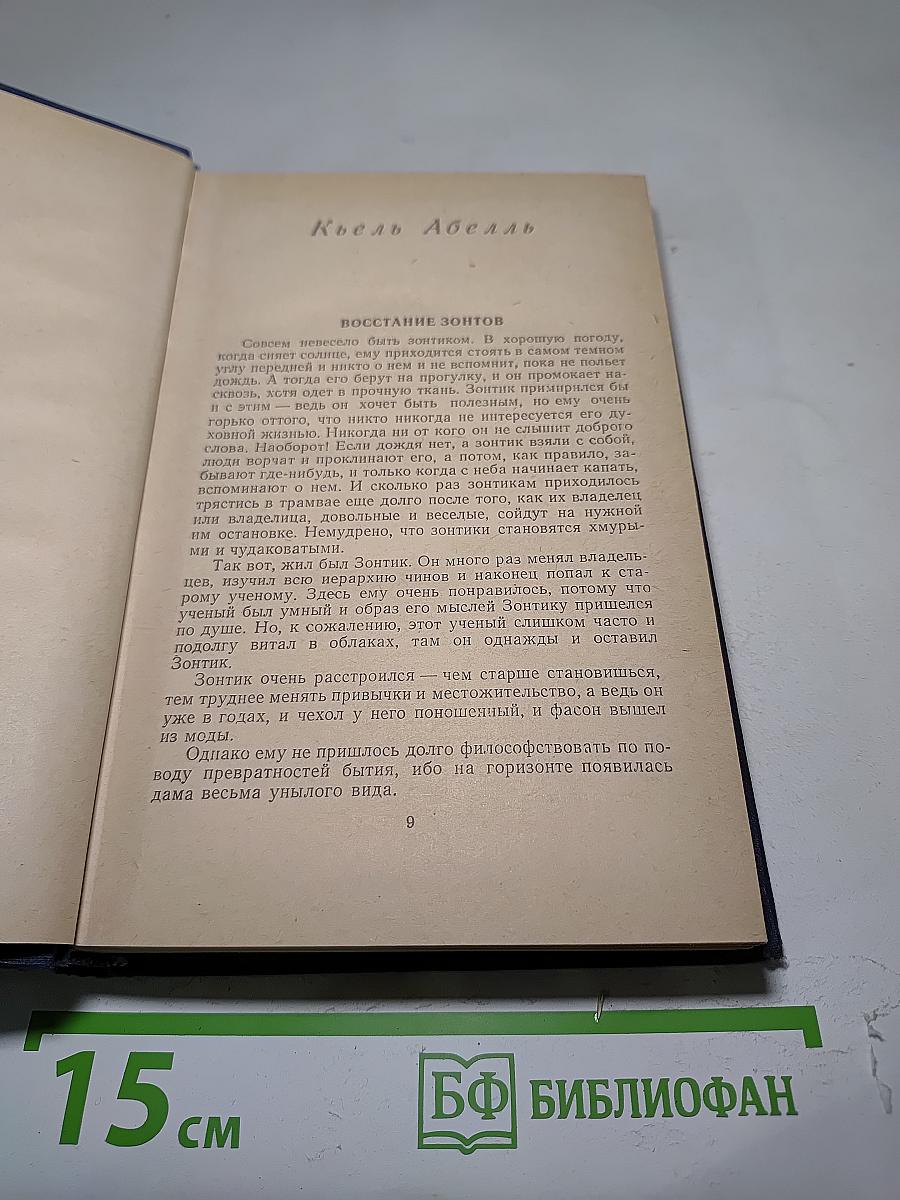 Кьель Абелль
ВОССТАНИЕ ЗОНТОВ
Совсем невесело быть зонтиком. В хорошую погоду,
когда сияет солнце, ему приходится стоять в самом темном
углу передней и никто о нем и не вспомнит, пока не польет
дождь. А тогда его берут на прогулку, и он промокает на-
сквозь, хотя одет в прочную ткань. Зонтик примирился бы
и с этим — ведь он хочет быть полезным, но ему очень
горько оттого, что никто никогда не интересуется его ду-
ховной жизнью. Никогда ни от кого он не слышит доброго
слова. Наоборот! Если дождя нет, а зонтик взяли с собой,
люди ворчат и проклинают его, а потом, как правило, за-
бывают где-нибудь, и только когда с неба начинает капать,
вспоминают о нем. И сколько раз зонтикам приходилось
трястись в трамвае еще долго после того, как их владелец
или владелица, довольные и веселые, сойдут на нужной
им остановке. Немудрено, что зонтики становятся хмуры-
ми и чудаковатыми.
Так вот, жил был Зонтик. Он много раз менял владель-
цев, изучил всю иерархию чинов и наконец попал к ста-
рому ученому. Здесь ему очень понравилось, потому что
ученый был умный и образ его мыслей Зонтику пришелся
по душе. Но, к сожалению, этот ученый слишком часто и
подолгу витал в облаках, там он однажды и оставил
Зонтик.
Зонтик очень расстроился — чем старше становишься,
тем труднее менять привычки и местожительство, а ведь он
уже в годах, и чехол у него поношенный, и фасон вышел
из моды.
Однако ему не пришлось долго философствовать по по-
воду превратностей бытия, ибо на горизонте появилась
дама весьма унылого вида.
9
15 см
БФ БИБЛИОФАН